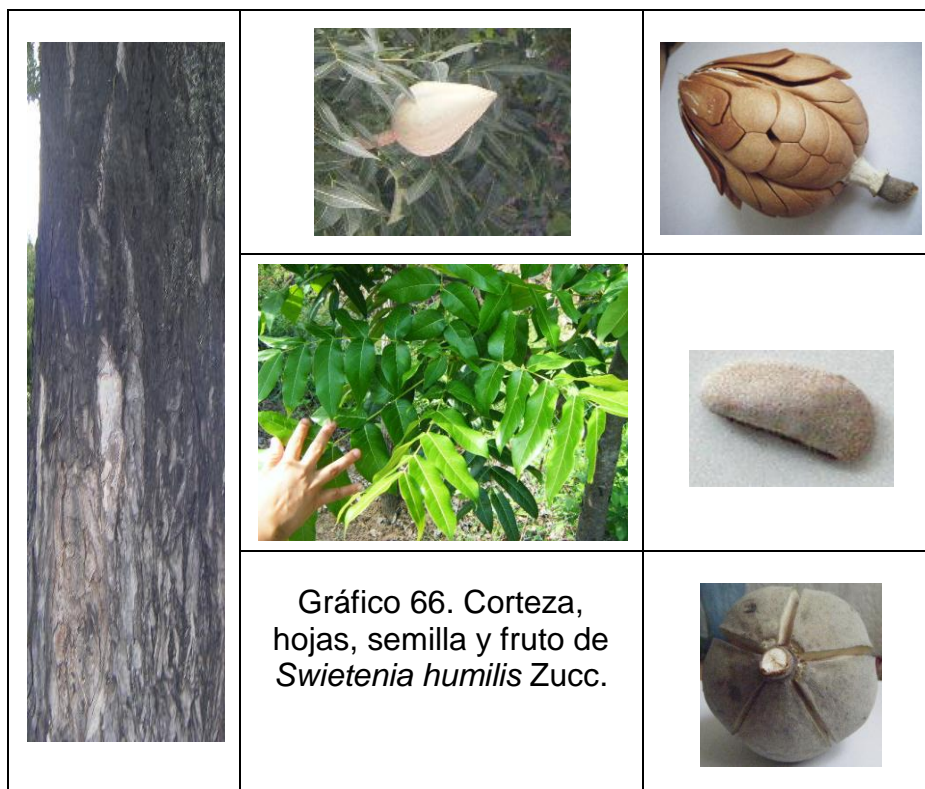 Gráfico 66. Corteza,
hojas, semilla y fruto de
Swietenia humilis Zucc.